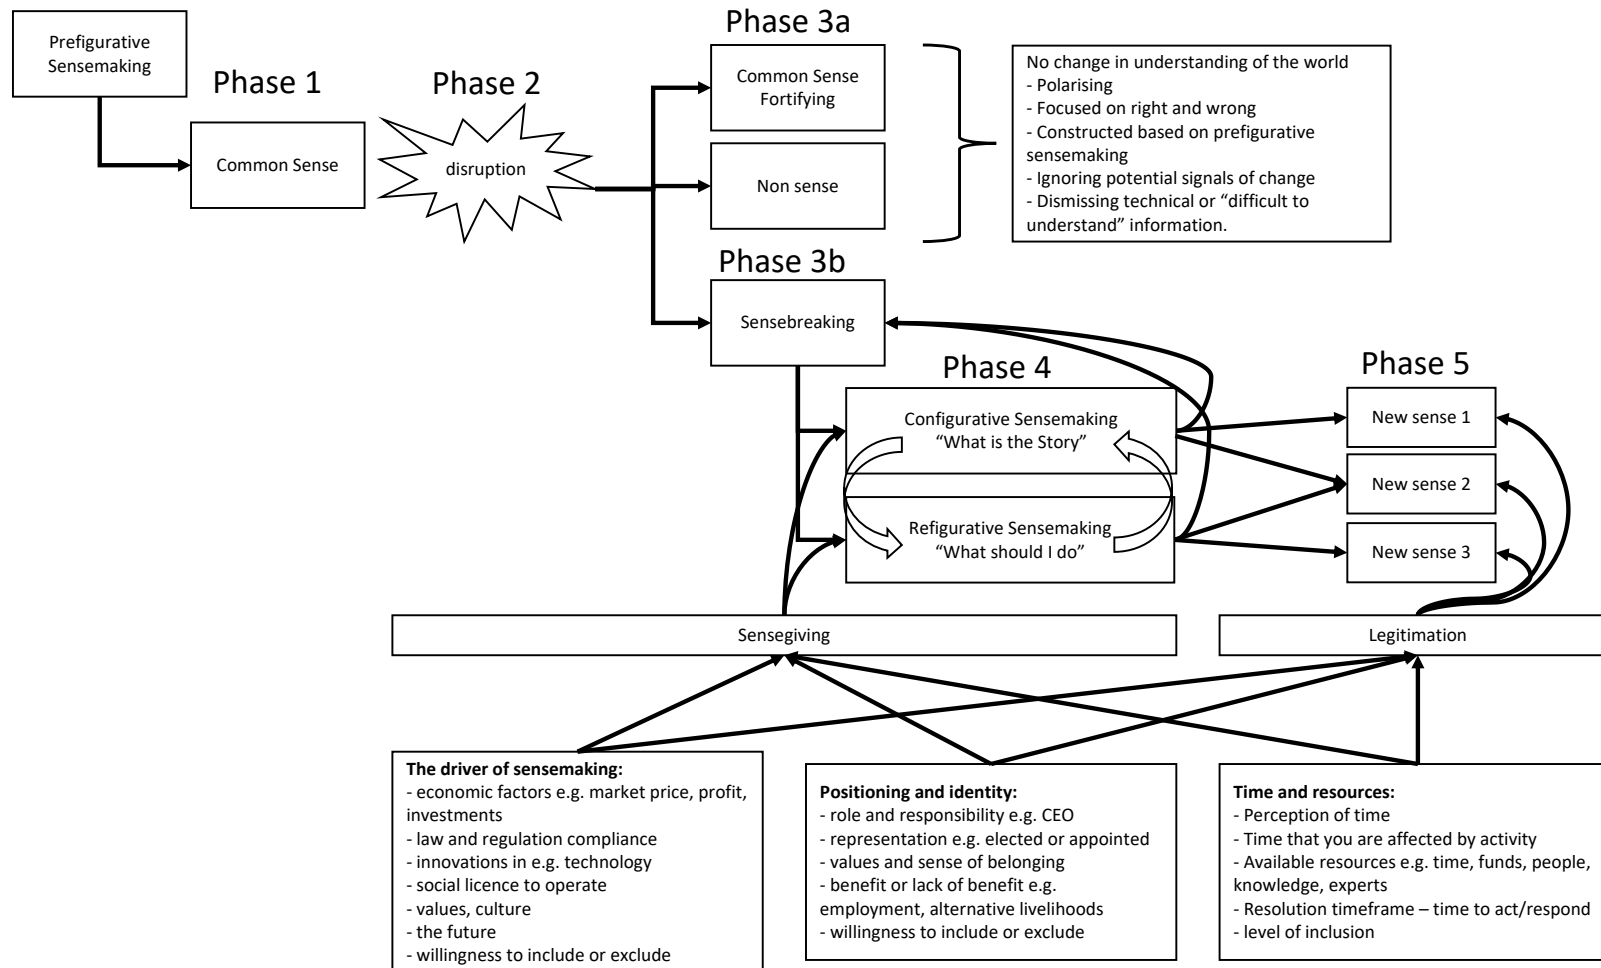 Prefigurative
Sensemaking
Phase 1
Common Sense
Phase 2
disruption
Phase 3a
Common Sense
Fortifying
Non sense
No change in understanding of the world
- Polarising
- Focused on right and wrong
- Constructed based on prefigurative
sensemaking
- Ignoring potential signals of change
- Dismissing technical or “difficult to
understand” information.
Phase 3b
Sensebreaking
Phase 4
Configurative Sensemaking
“What is the Story”
Refigurative Sensemaking
“What should I do”
Phase 5
New sense 1
New sense 2
New sense 3
Sensegiving
Legitimation
The driver of sensemaking:
- economic factors e.g. market price, profit,
investments
- law and regulation compliance
- innovations in e.g. technology
- social licence to operate
- values, culture
- the future
- willingness to include or exclude
Positioning and identity:
- role and responsibility e.g. CEO
- representation e.g. elected or appointed
- values and sense of belonging
- benefit or lack of benefit e.g.
employment, alternative livelihoods
- willingness to include or exclude
Time and resources:
- Perception of time
- Time that you are affected by activity
- Available resources e.g. time, funds, people,
knowledge, experts
- Resolution timeframe – time to act/respond
- level of inclusion